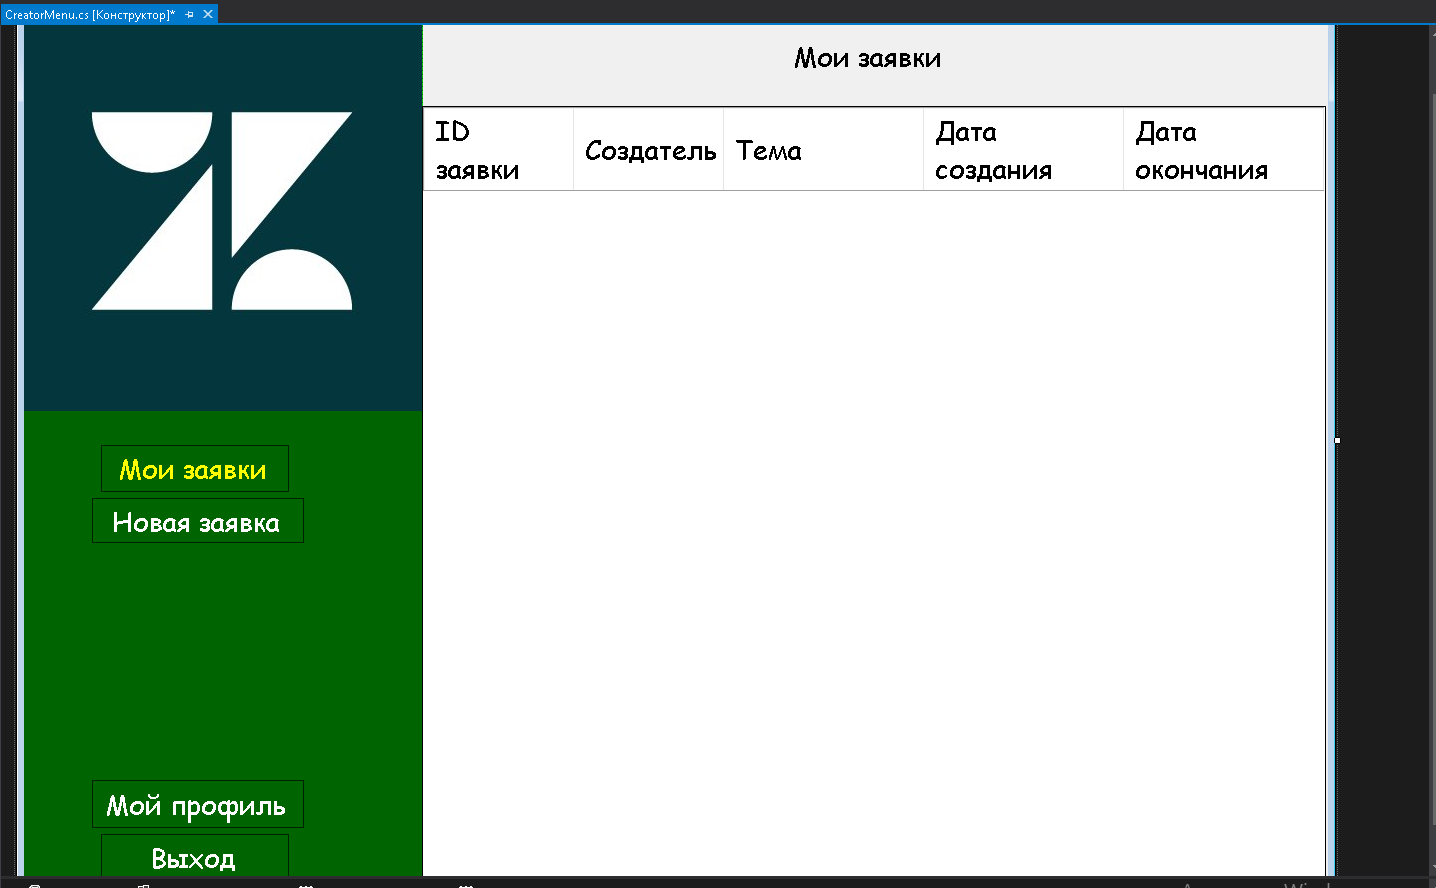 CreatorMenu.cs [Конструктор]*
Мои заявки
ID заявки
Создатель
Тема
Дата создания
Дата окончания
Мои заявки
Новая заявка
Мой профиль
Выход